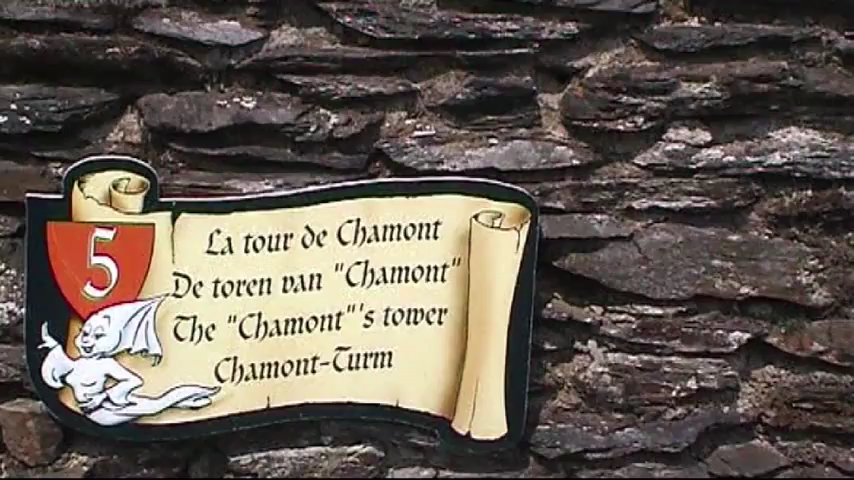 5
La tour de Chamont
De toren van "Chamont"
The "Chamont"'s tower
Chamont-Turm